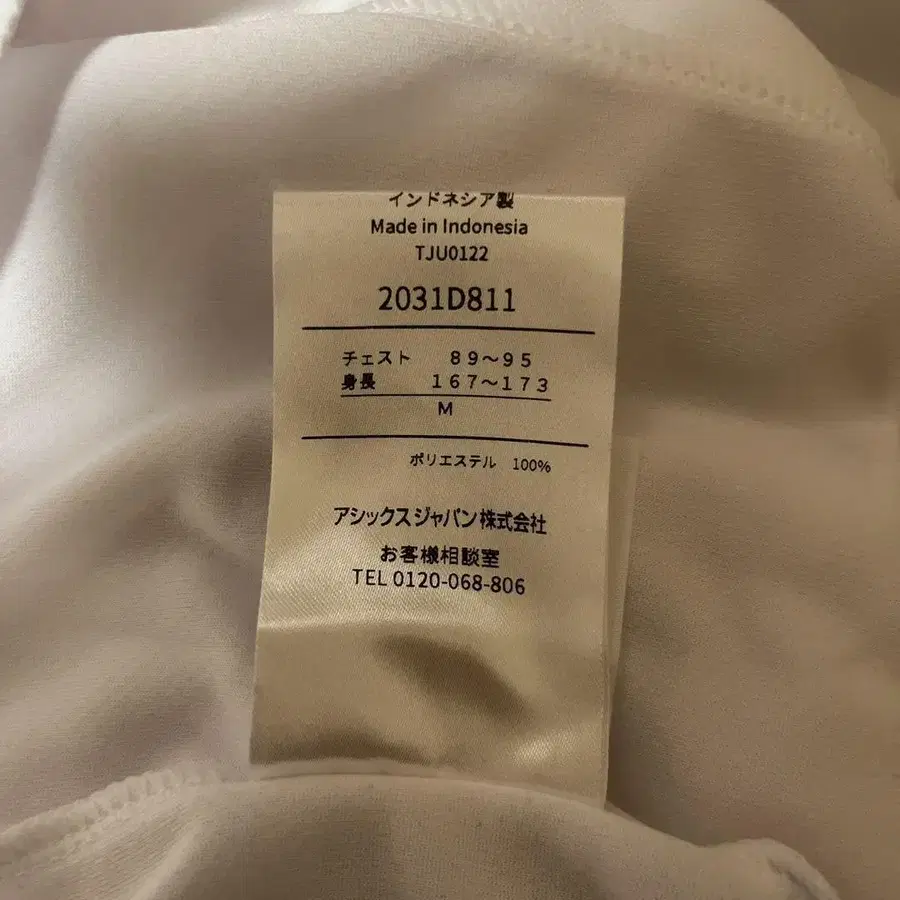 インドネシア製
Made in Indonesia
TJU0122
2031D811
チェスト 89～95
身長 167～173
M
ポリエステル 100%
アシックスジャパン株式会社
お客様相談室
TEL 0120-068-806